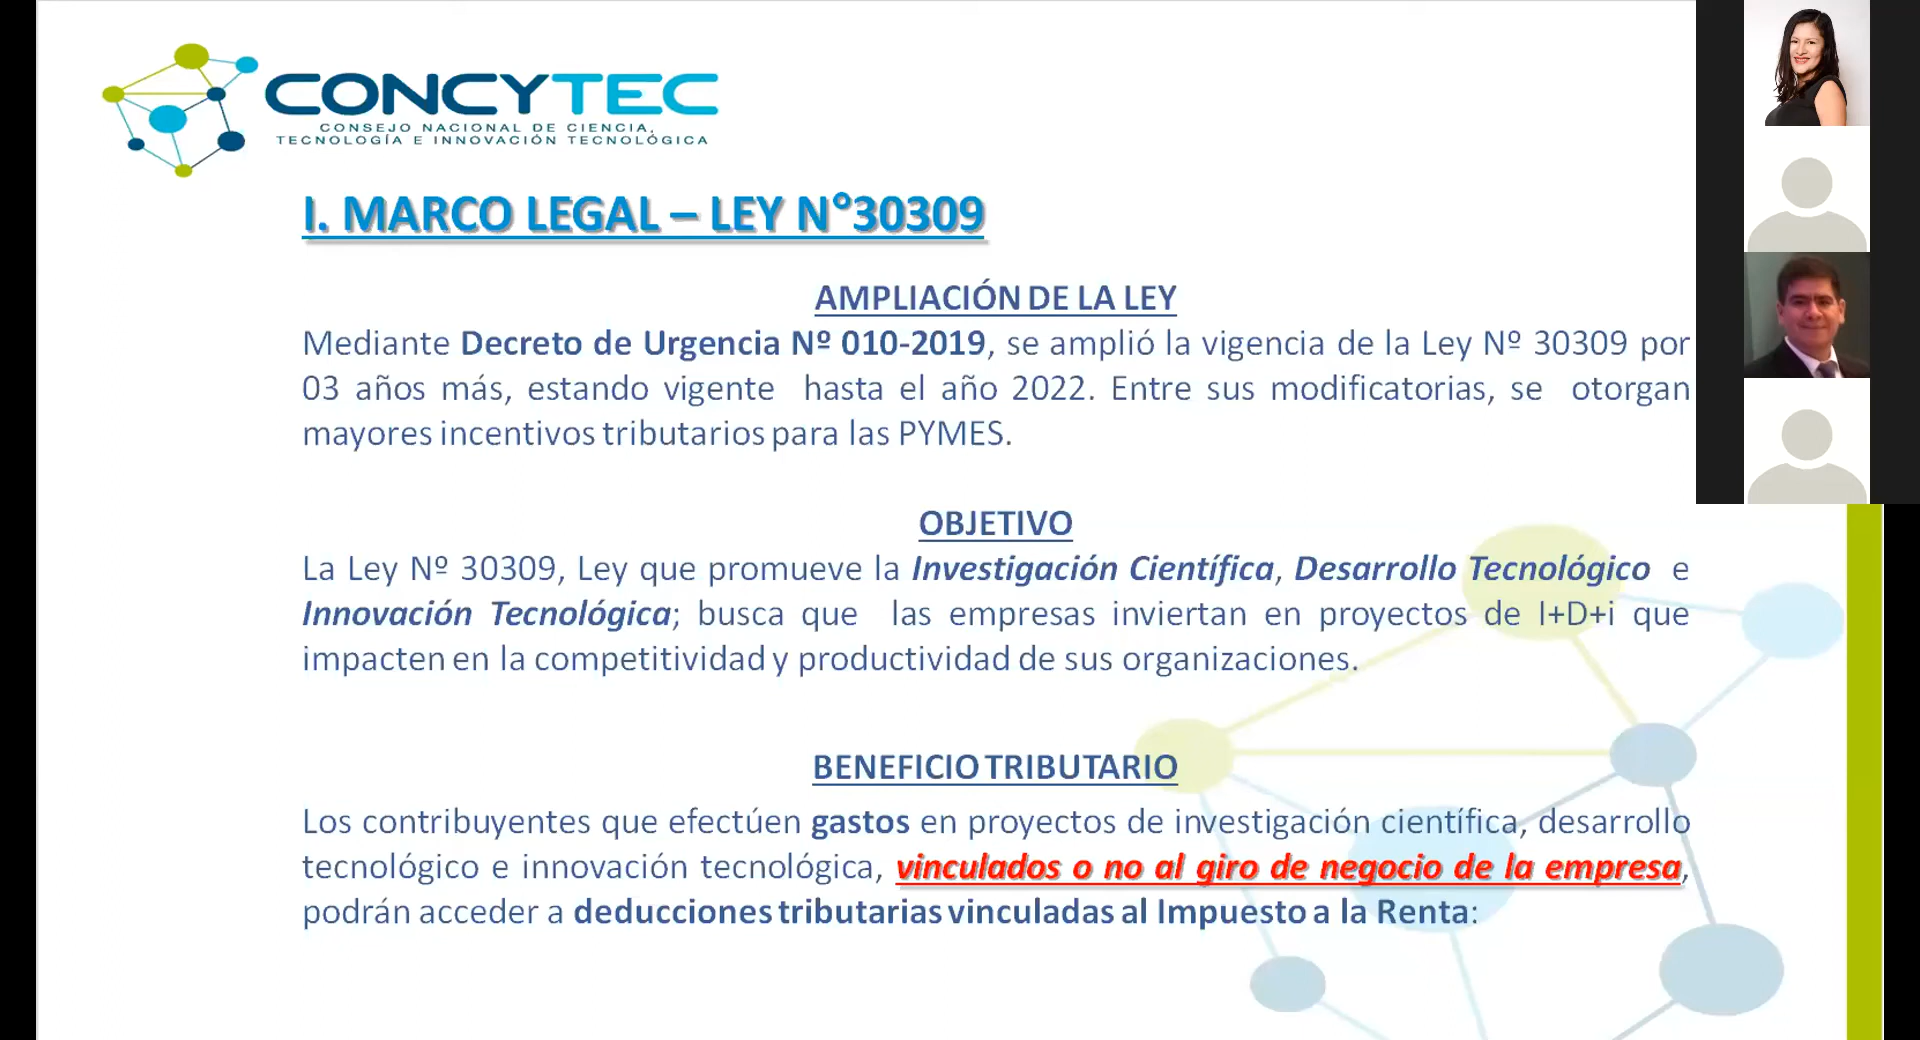 CONCYTEC
CONSEJO NACIONAL DE CIENCIA,
TECNOLOGÍA E INNOVACIÓN TECNOLÓGICA
I. MARCO LEGAL – LEY N°30309
AMPLIACIÓN DE LA LEY
Mediante Decreto de Urgencia Nº 010-2019, se amplió la vigencia de la Ley Nº 30309 por
03 años más, estando vigente hasta el año 2022. Entre sus modificatorias, se otorgan
mayores incentivos tributarios para las PYMES.
OBJETIVO
La Ley Nº 30309, Ley que promueve la Investigación Científica, Desarrollo Tecnológico e
Innovación Tecnológica; busca que las empresas inviertan en proyectos de I+D+i que
impacten en la competitividad y productividad de sus organizaciones.
BENEFICIO TRIBUTARIO
Los contribuyentes que efectúen gastos en proyectos de investigación científica, desarrollo
tecnológico e innovación tecnológica, vinculados o no al giro de negocio de la empresa,
podrán acceder a deducciones tributarias vinculadas al Impuesto a la Renta: